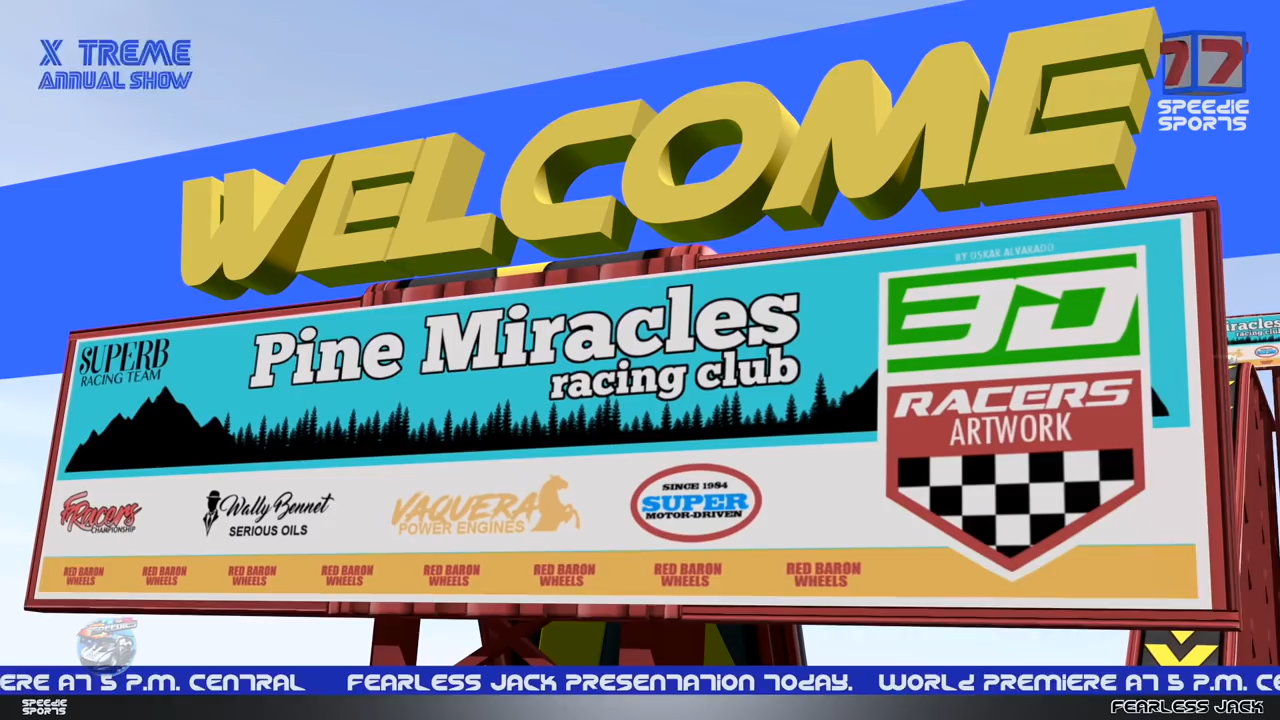 X TREME
ANNUAL SHOW
17
SPEEDIE
SPORTS
WELCOME
BY OSKAR ALVARADO
SUPERB
RACING TEAM
Pine Miracles
racing club
3D
RACERS
ARTWORK
iracles
racing clu
Racers
CHAMPIONSHIP
Wally Bennet
SERIOUS OILS
VAQUERA
POWER ENGINES
SINCE 1984
SUPER
MOTOR-DRIVEN
RED BARON WHEELS
RED BARON WHEELS
RED BARON WHEELS
RED BARON WHEELS
RED BARON WHEELS
RED BARON WHEELS
RED BARON WHEELS
RED BARON WHEELS
ERE AT 5 P.M. CENTRAL FEARLESS JACK PRESENTATION TODAY. WORLD PREMIERE AT 5 P.M. CE
SPEEDIE
SPORTS
FEARLESS JACK